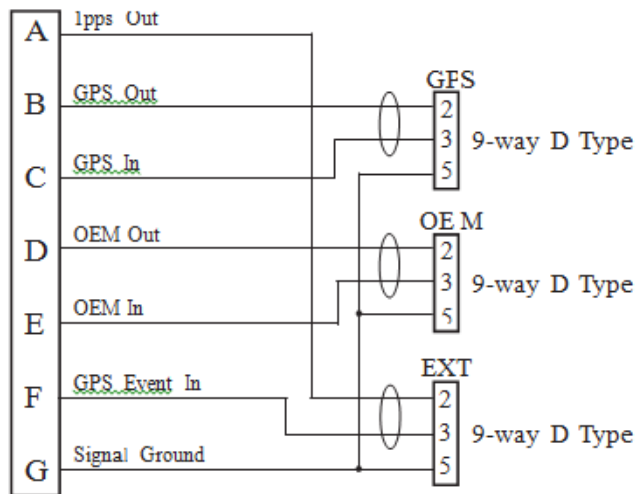 A 1pps Out
GPS
B GPS Out 2
3 9-way D Type
C GPS In 5
OEM
D OEM Out 2
3 9-way D Type
E OEM In 5
EXT
F GPS Event In 2
3 9-way D Type
G Signal Ground 5